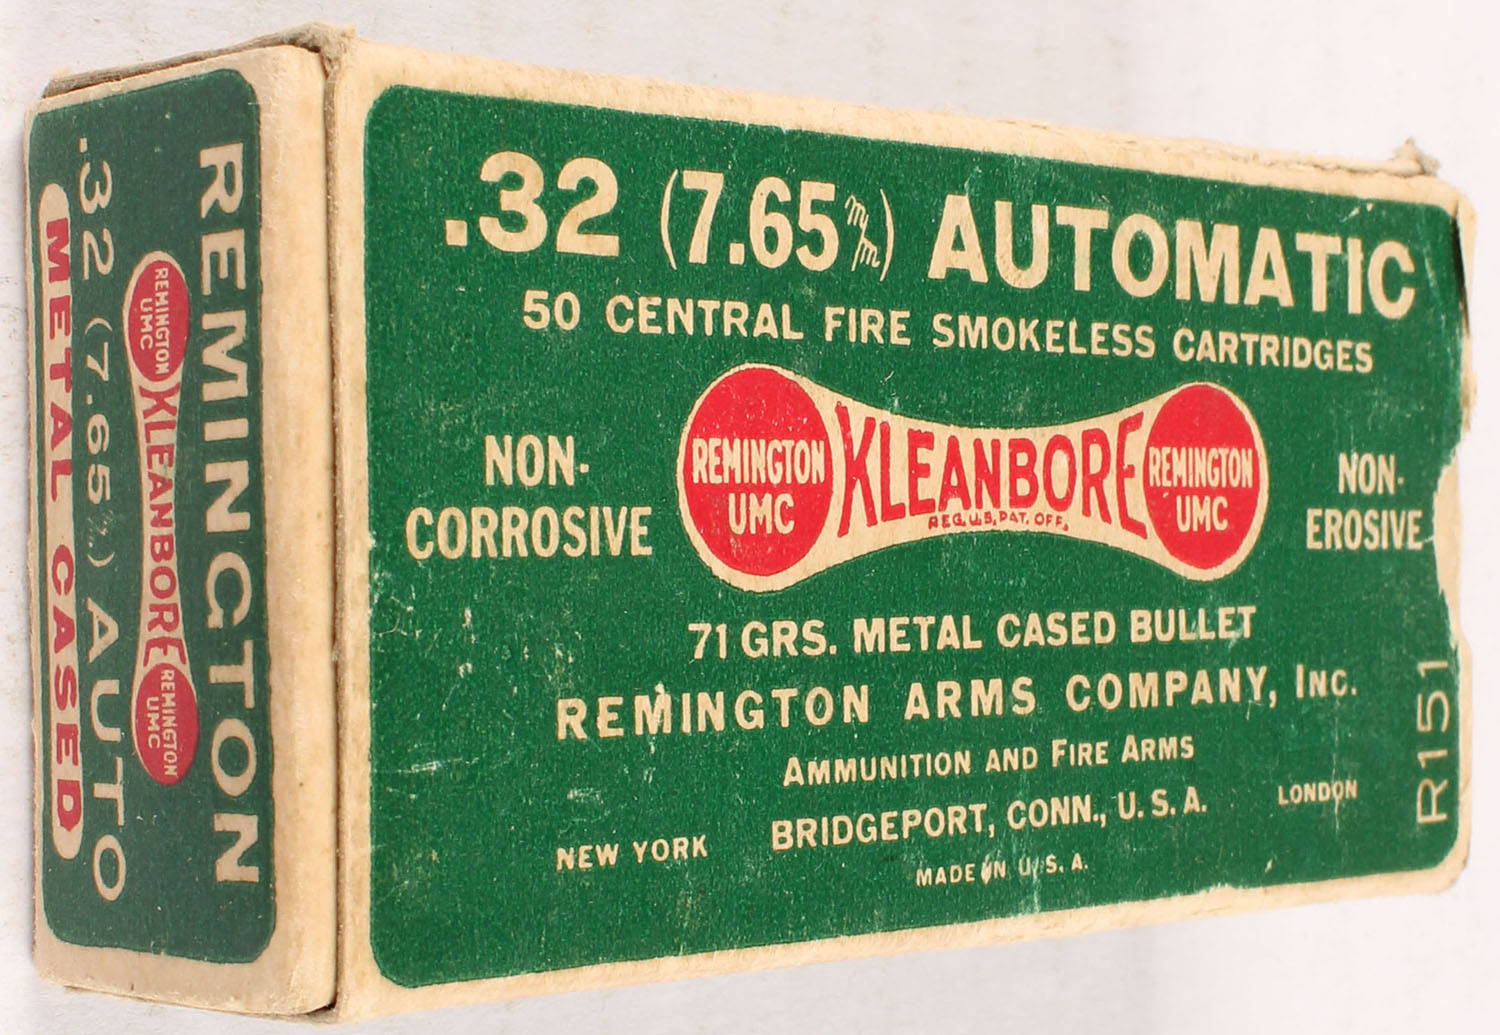 .32 (7.65 m/m) AUTOMATIC
50 CENTRAL FIRE SMOKELESS CARTRIDGES
NON-
CORROSIVE
REMINGTON
UMC
KLEANBORE
REG. U.S. PAT. OFF.
REMINGTON
UMC
NON-
EROSIVE
71 GRS. METAL CASED BULLET
REMINGTON ARMS COMPANY, INC.
AMMUNITION AND FIRE ARMS
BRIDGEPORT, CONN., U.S.A.
NEW YORK
LONDON
MADE IN U.S.A.
R151
REMINGTON
REMINGTON
UMC
KLEANBORE
REMINGTON
UMC
.32 (7.65 m/m) AUTO
METAL CASED